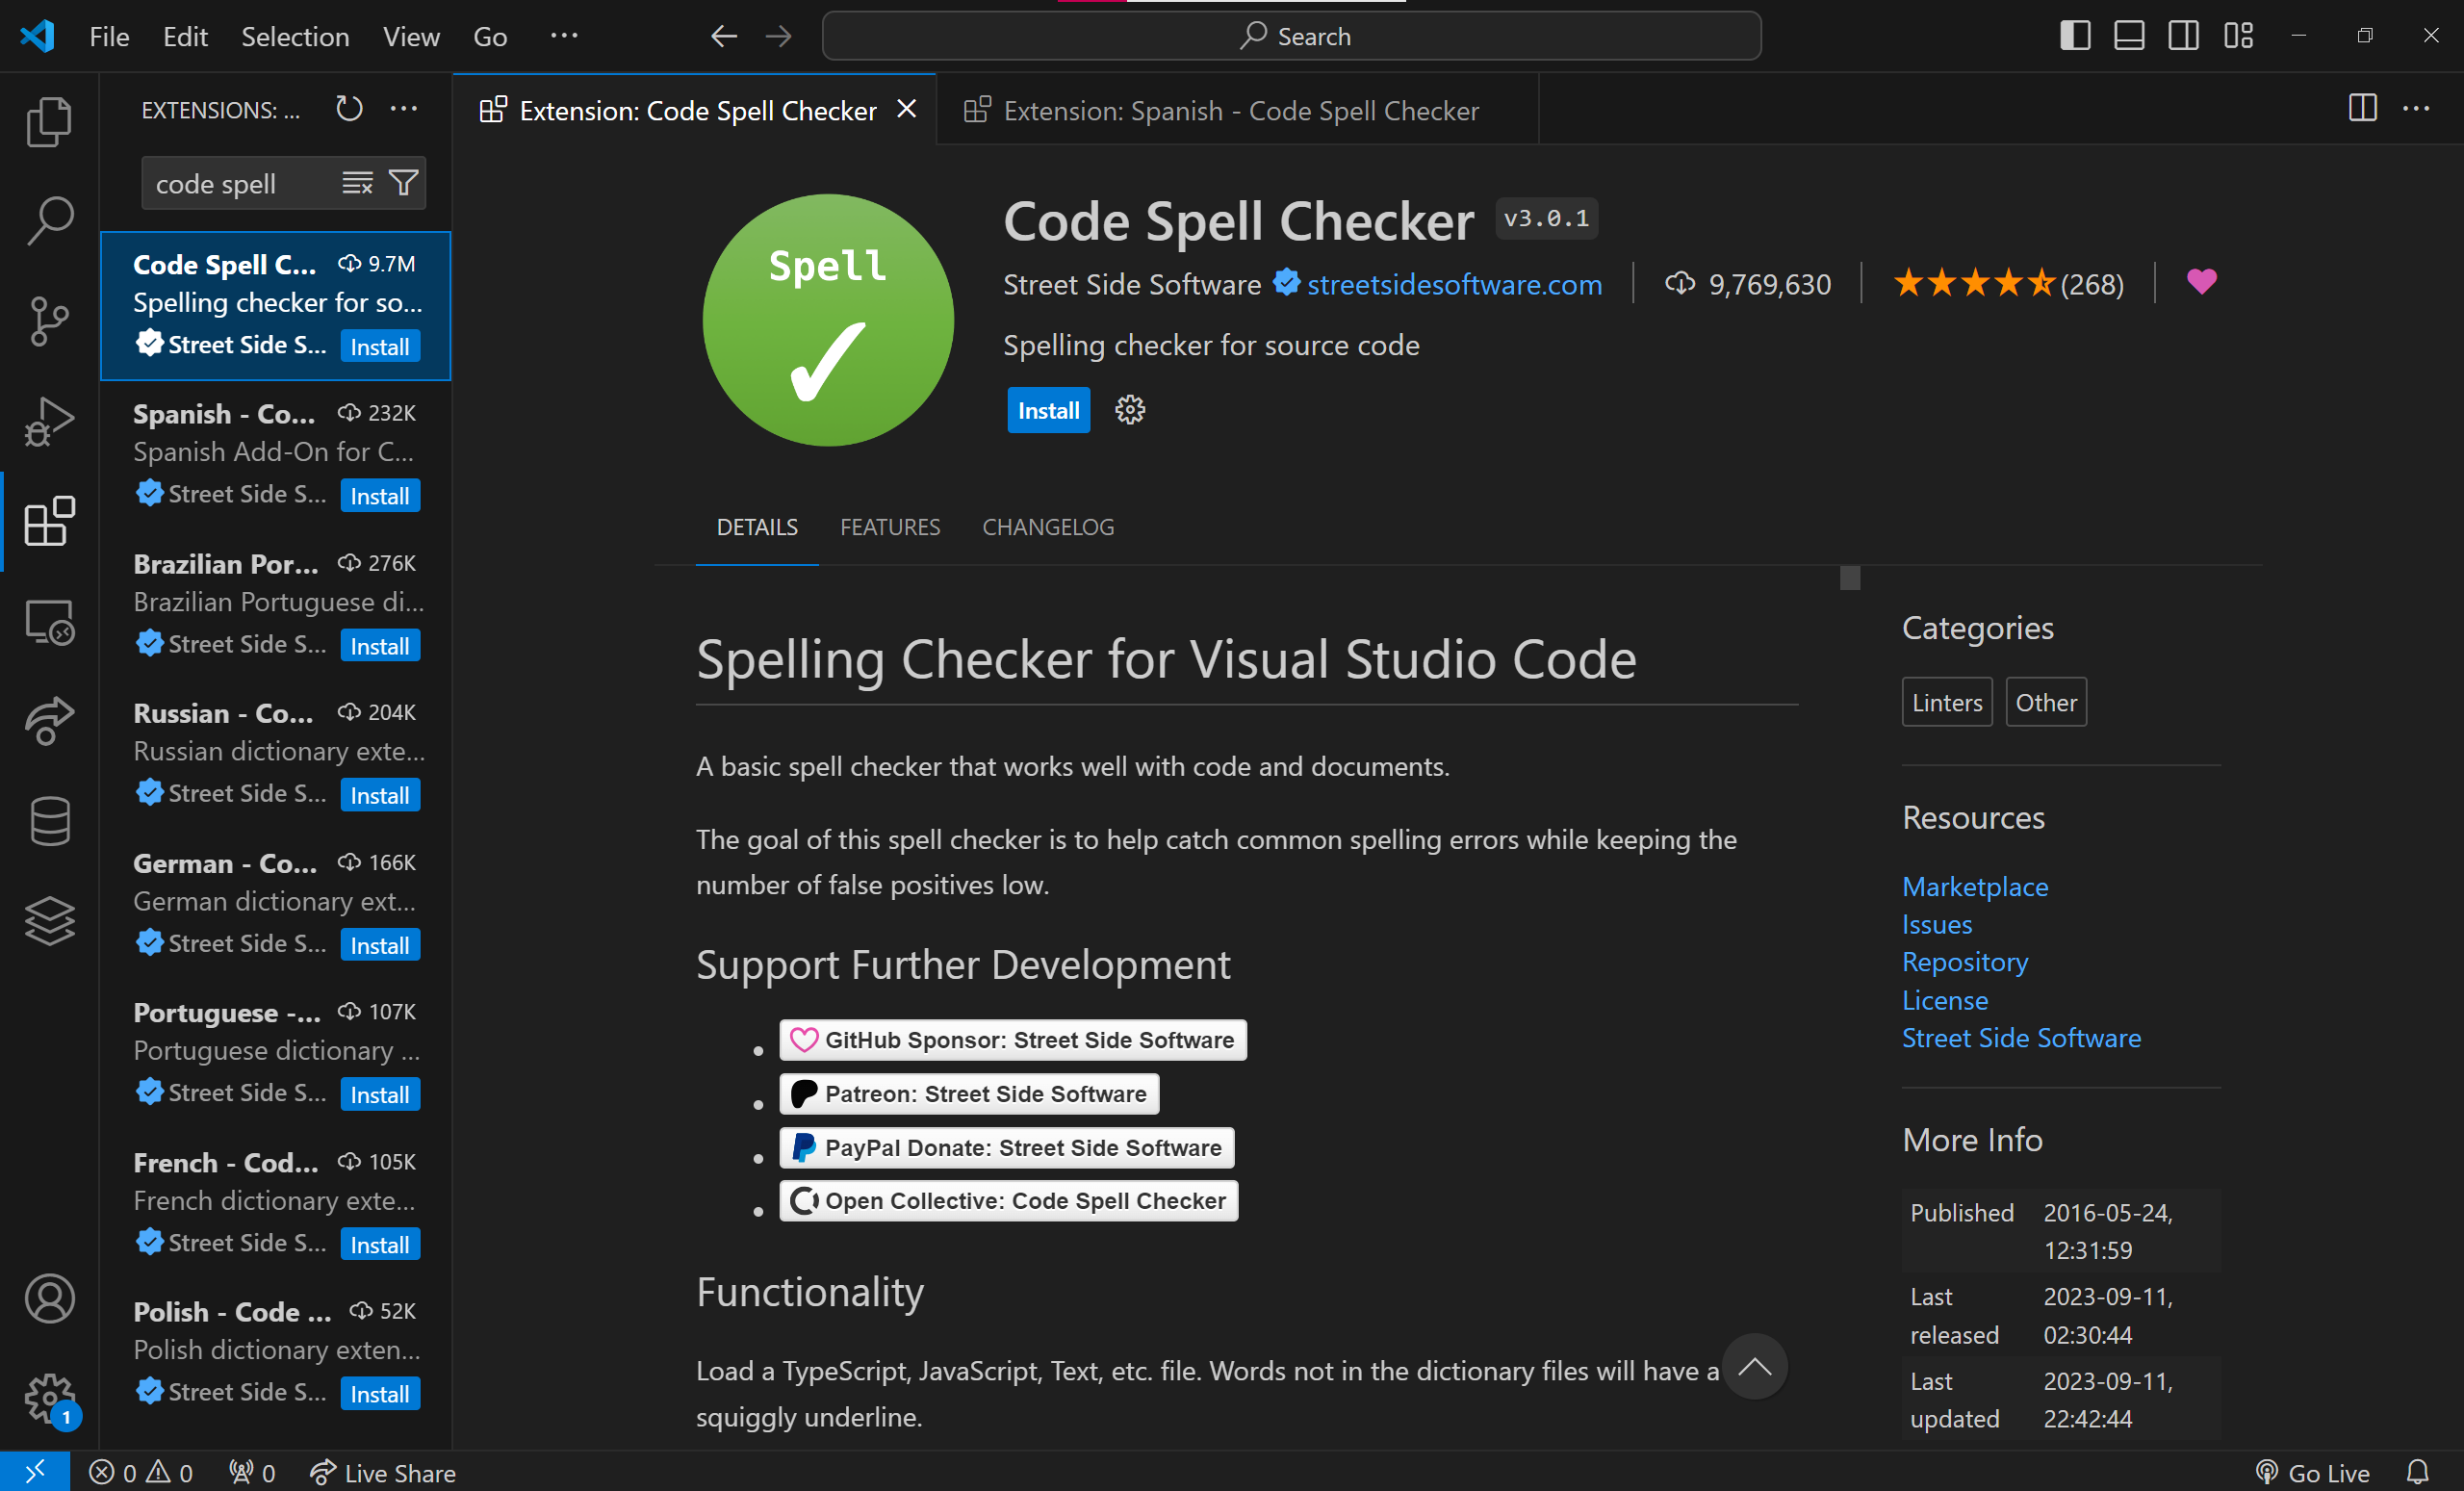 File Edit Selection View Go ...
Search
EXTENSIONS: ...
code spell
Code Spell C... 9.7M
Spelling checker for so...
Street Side S... Install
Spanish - Co... 232K
Spanish Add-On for C...
Street Side S... Install
Brazilian Por... 276K
Brazilian Portuguese di...
Street Side S... Install
Russian - Co... 204K
Russian dictionary exte...
Street Side S... Install
German - Co... 166K
German dictionary ext...
Street Side S... Install
Portuguese -... 107K
Portuguese dictionary ...
Street Side S... Install
French - Cod... 105K
French dictionary exte...
Street Side S... Install
Polish - Code ... 52K
Polish dictionary exten...
Street Side S... Install
1
Extension: Code Spell Checker
Extension: Spanish - Code Spell Checker
Spell
Code Spell Checker v3.0.1
Street Side Software streetsidesoftware.com 9,769,630 (268)
Spelling checker for source code
Install
DETAILS FEATURES CHANGELOG
Spelling Checker for Visual Studio Code
A basic spell checker that works well with code and documents.
The goal of this spell checker is to help catch common spelling errors while keeping the
number of false positives low.
Support Further Development
GitHub Sponsor: Street Side Software
Patreon: Street Side Software
PayPal Donate: Street Side Software
Open Collective: Code Spell Checker
Functionality
Load a TypeScript, JavaScript, Text, etc. file. Words not in the dictionary files will have a
squiggly underline.
Categories
Linters Other
Resources
Marketplace
Issues
Repository
License
Street Side Software
More Info
Published 2016-05-24,
12:31:59
Last 2023-09-11,
released 02:30:44
Last 2023-09-11,
updated 22:42:44
0 0 0 Live Share
Go Live